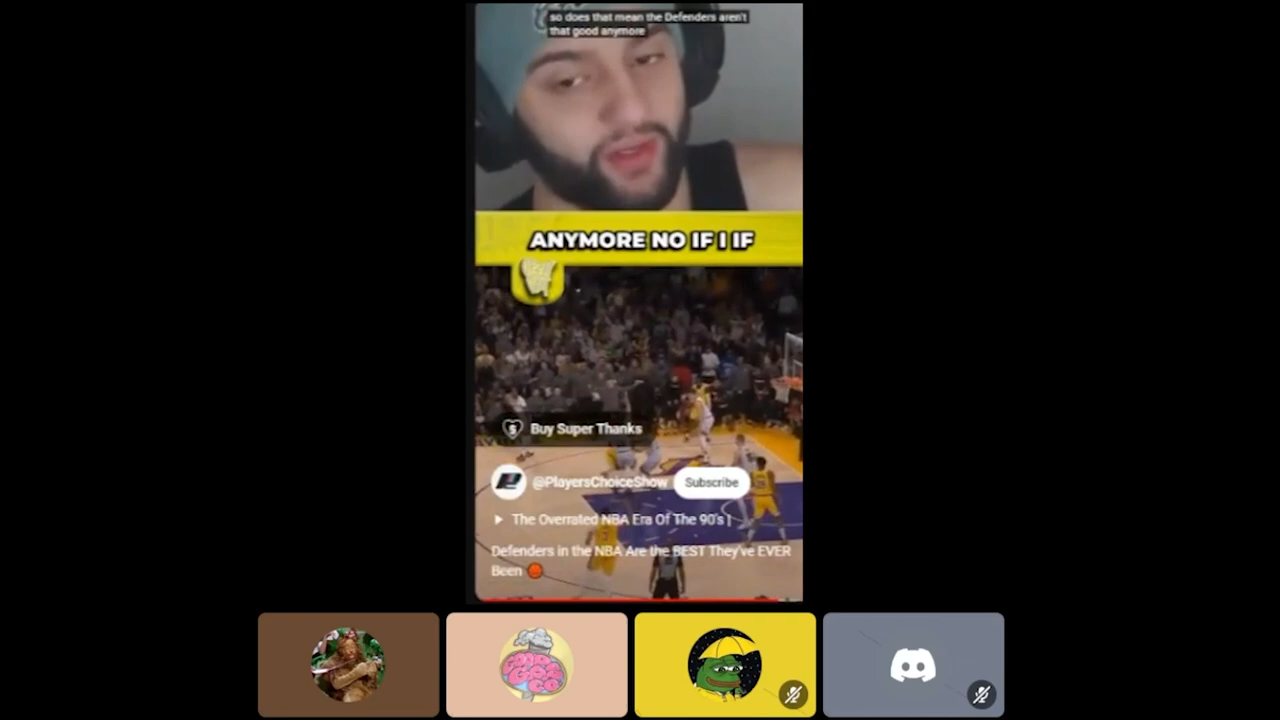 so does that mean the Defenders aren't
that good anymore
ANYMORE NO IF I IF
Buy Super Thanks
@PlayersChoiceShow
Subscribe
The Overrated NBA Era Of The 90's |
Defenders in the NBA Are the BEST They've EVER
Been